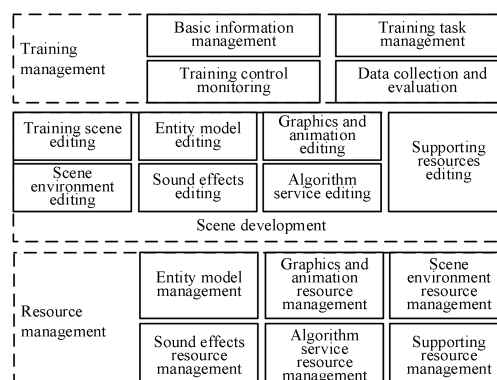 Training
management
Basic information
management
Training task
management
Training control
monitoring
Data collection and
evaluation
Training scene
editing
Entity model
editing
Graphics and
animation
editing
Supporting
resources
editing
Scene
environment
editing
Sound effects
editing
Algorithm
service editing
Scene development
Resource
management
Entity model
management
Graphics and
animation
resource
management
Scene
environment
resource
management
Sound effects
resource
management
Algorithm
service
resource
management
Supporting
resource
management